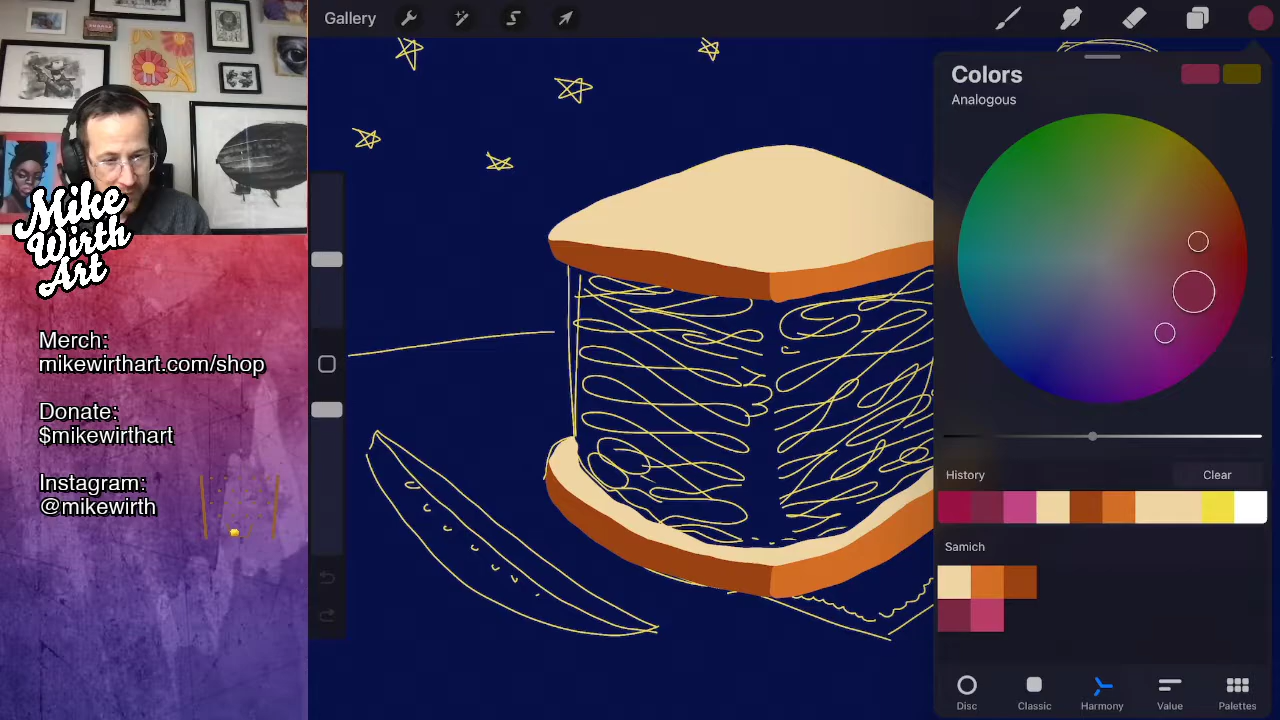 Gallery
Colors
Analogous
Mike
Wirth
Art
Merch:
mikewirthart.com/shop
Donate:
$mikewirthart
Instagram:
@mikewirth
History
Clear
Samich
Disc
Classic
Harmony
Value
Palettes